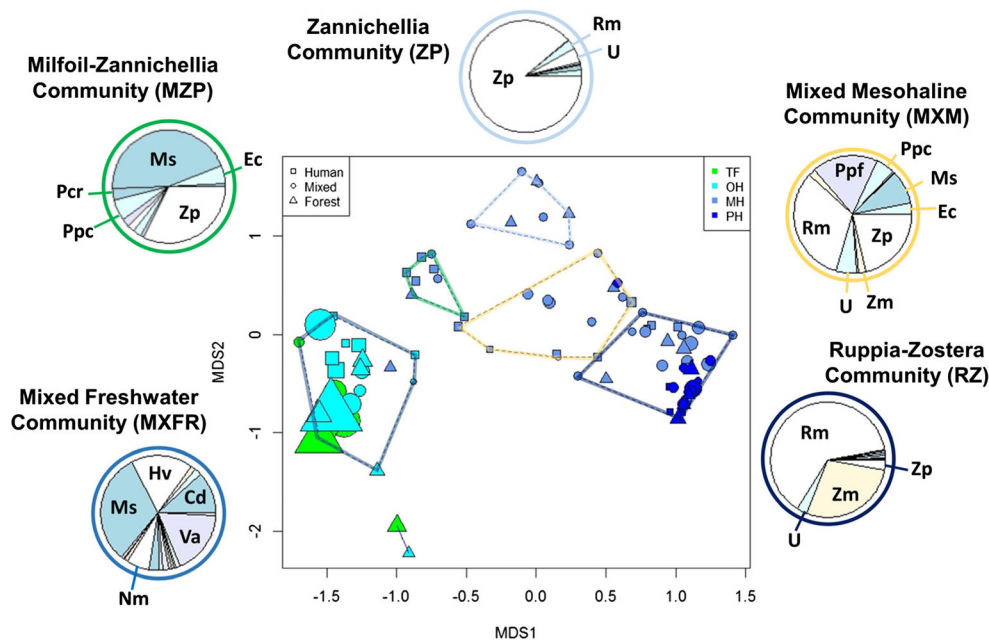 Zannichellia
Community (ZP)
Rm
U
Zp
Milfoil-Zannichellia
Community (MZP)
Ms
Ec
Pcr
Zp
Ppc
Mixed Mesohaline
Community (MXM)
Ppc
Ppf
Ms
Ec
Rm
Zp
U
Zm
Human
Mixed
Forest
TF
OH
MH
PH
Ruppia-Zostera
Community (RZ)
Rm
Zp
Zm
U
Mixed Freshwater
Community (MXFR)
Hv
Ms
Cd
Va
Nm
MDS2
1
0
-1
-2
-1.5
-1.0
-0.5
0.0
0.5
1.0
1.5
MDS1